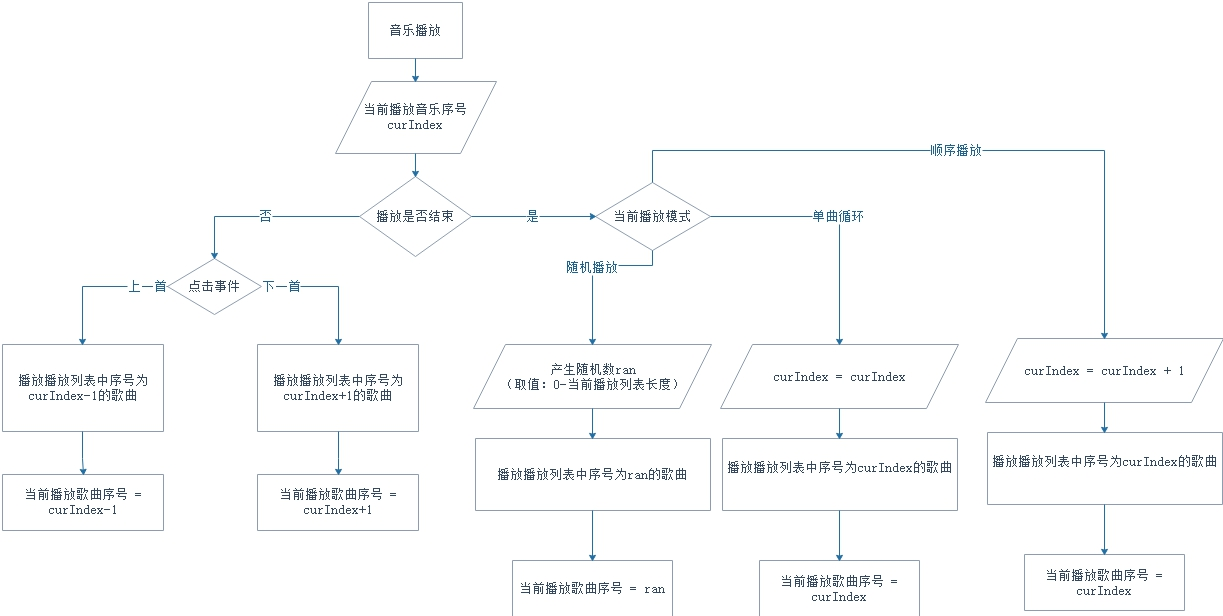 音乐播放
当前播放音乐序号
curIndex
顺序播放
否
播放是否结束
是
当前播放模式
单曲循环
随机播放
上一首
点击事件
下一首
播放播放列表中序号为
curIndex-1的歌曲
播放播放列表中序号为
curIndex+1的歌曲
产生随机数ran
（取值：0-当前播放列表长度）
curIndex = curIndex
curIndex = curIndex + 1
播放播放列表中序号为ran的歌曲
播放播放列表中序号为curIndex的歌曲
播放播放列表中序号为curIndex的歌曲
当前播放歌曲序号 =
curIndex-1
当前播放歌曲序号 =
curIndex+1
当前播放歌曲序号 = ran
当前播放歌曲序号 =
curIndex
当前播放歌曲序号 =
curIndex